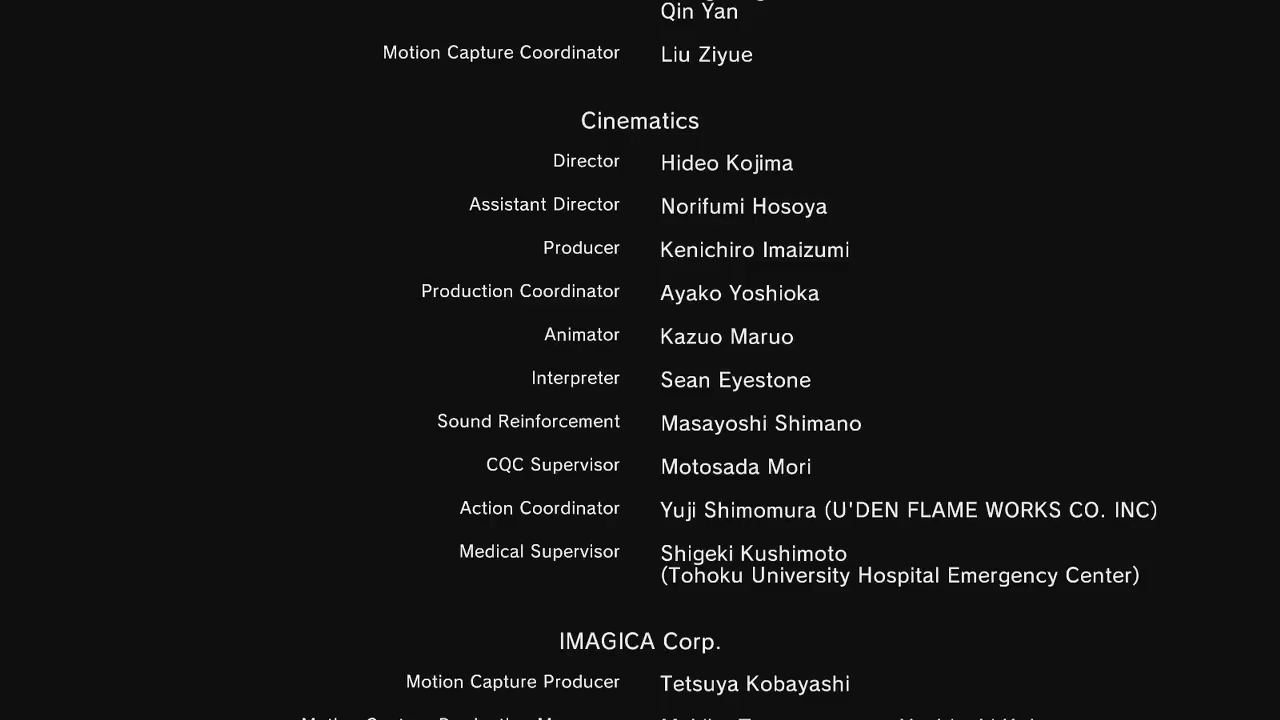 Qin Yan
Motion Capture Coordinator Liu Ziyue
Cinematics
Director Hideo Kojima
Assistant Director Norifumi Hosoya
Producer Kenichiro Imaizumi
Production Coordinator Ayako Yoshioka
Animator Kazuo Maruo
Interpreter Sean Eyestone
Sound Reinforcement Masayoshi Shimano
CQC Supervisor Motosada Mori
Action Coordinator Yuji Shimomura (U'DEN FLAME WORKS CO. INC)
Medical Supervisor Shigeki Kushimoto
(Tohoku University Hospital Emergency Center)
IMAGICA Corp.
Motion Capture Producer Tetsuya Kobayashi